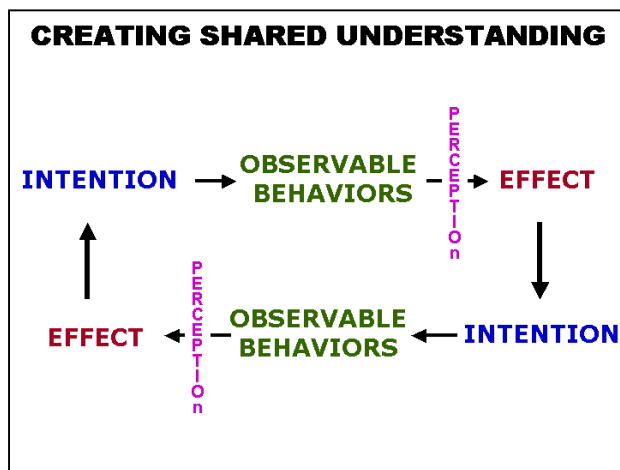 CREATING SHARED UNDERSTANDING
INTENTION
OBSERVABLE
BEHAVIORS
PERCEPTIOn
EFFECT
INTENTION
OBSERVABLE
BEHAVIORS
PERCEPTIOn
EFFECT